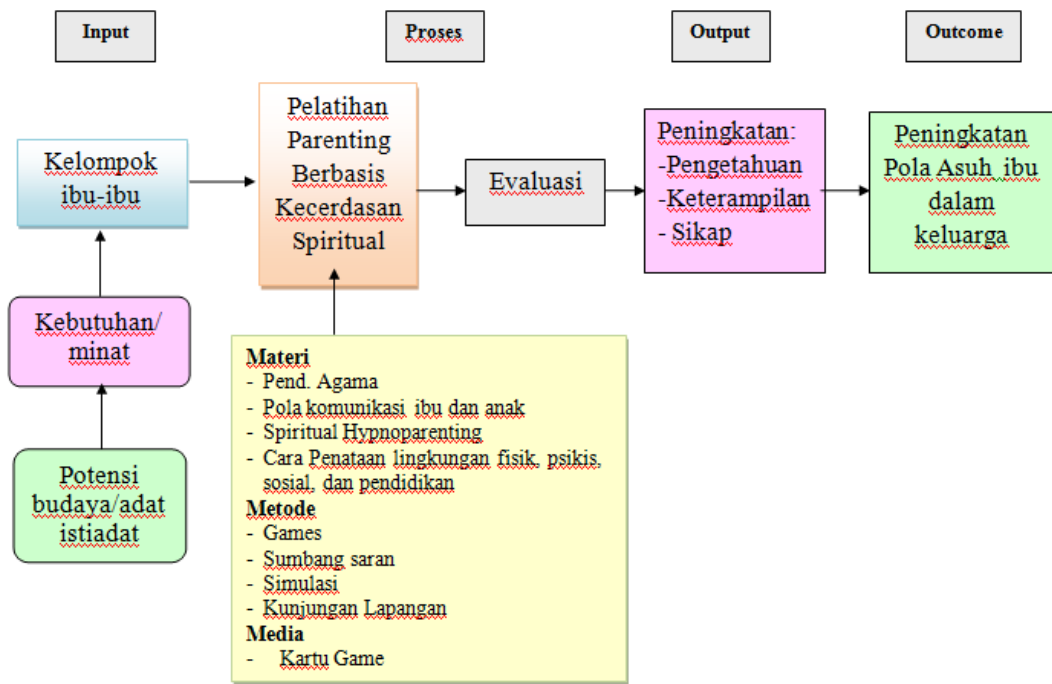 Input
Proses
Output
Outcome
Kelompok
ibu-ibu
Kebutuhan/
minat
Potensi
budaya/adat
istiadat
Pelatihan
Parenting
Berbasis
Kecerdasan
Spiritual
Materi
- Pend. Agama
- Pola komunikasi ibu dan anak
- Spiritual Hypnoparenting
- Cara Penataan lingkungan fisik, psikis,
sosial, dan pendidikan
Metode
- Games
- Sumbang saran
- Simulasi
- Kunjungan Lapangan
Media
- Kartu Game
Evaluasi
Peningkatan:
-Pengetahuan
-Keterampilan
- Sikap
Peningkatan
Pola Asuh ibu
dalam
keluarga